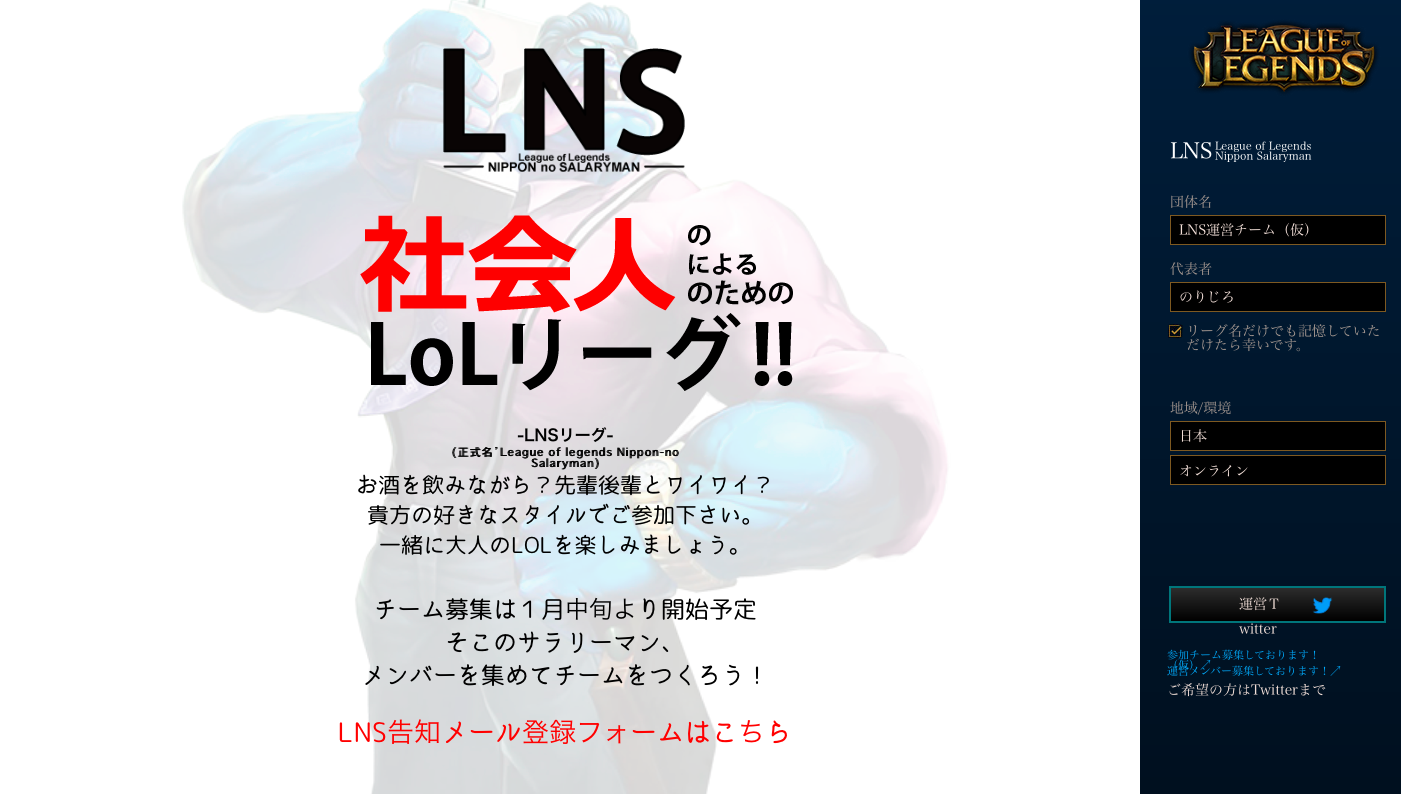 LNS
League of Legends
NIPPON no SALARYMAN
社会人
の
による
のための
LoLリーグ!!
-LNSリーグ-
(正式名ﾟLeague of legends Nippon-no
Salaryman)
お酒を飲みながら？先輩後輩とワイワイ？
貴方の好きなスタイルでご参加下さい。
一緒に大人のLOLを楽しみましょう。
チーム募集は１月中旬より開始予定
そこのサラリーマン、
メンバーを集めてチームをつくろう！
LNS告知メール登録フォームはこちら
LEAGUE OF
LEGENDS
LNS League of Legends
Nippon Salaryman
団体名
LNS運営チーム（仮）
代表者
のりじろ
リーグ名だけでも記憶していた
だけたら幸いです。
地域/環境
日本
オンライン
運営Ｔ
witter
参加チーム募集しております！
（仮）↗
運営メンバー募集しております！↗
ご希望の方はTwitterまで